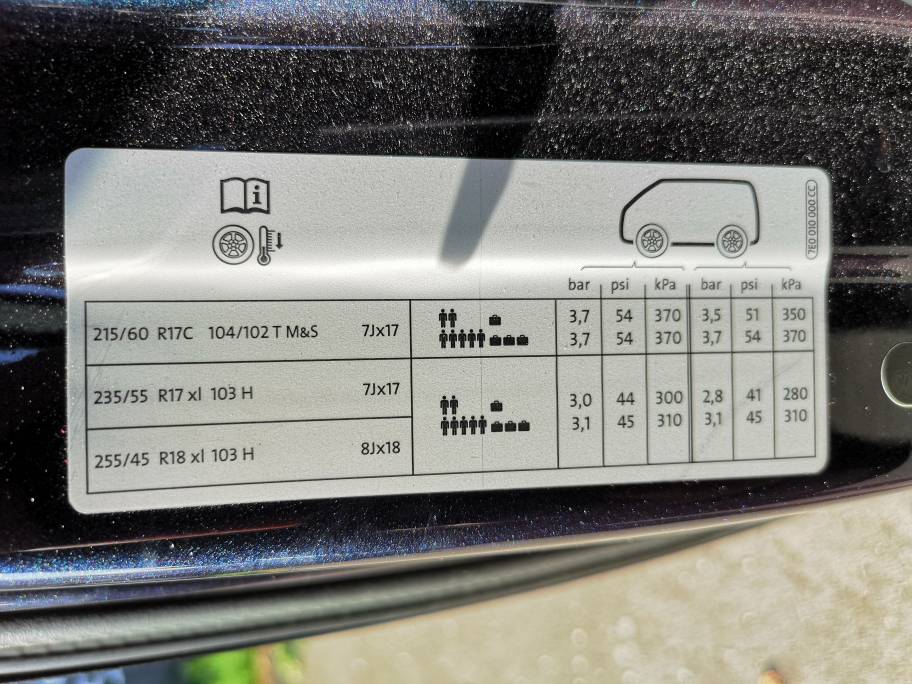 i
7E0 010 000 CC
bar psi kPa bar psi kPa
215/60 R17C 104/102 T M&S 7Jx17
3,7 54 370 3,5 51 350
3,7 54 370 3,7 54 370
235/55 R17 xl 103 H 7Jx17
3,0 44 300 2,8 41 280
3,1 45 310 3,1 45 310
255/45 R18 xl 103 H 8Jx18